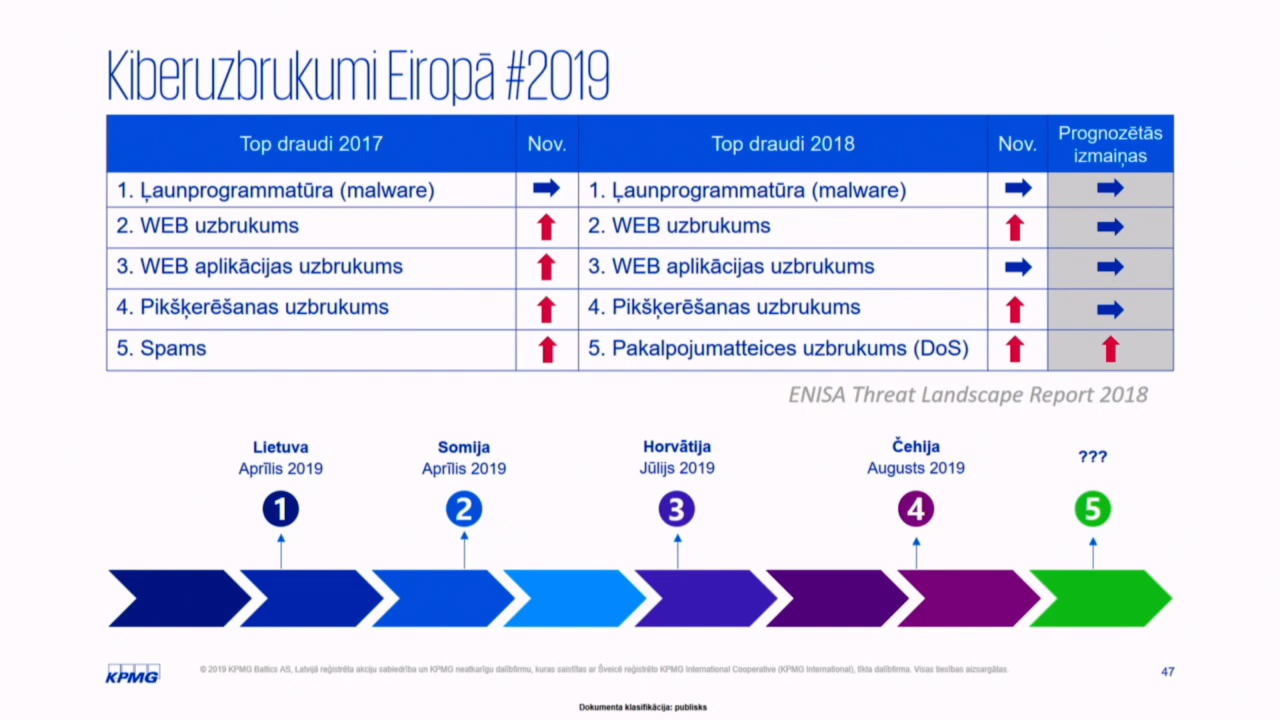 Kiberuzbrukumi Eiropā #2019
Top draudi 2017 Nov. Top draudi 2018 Nov. Prognozētās
izmaiņas
1. Ļaunprogrammatūra (malware) 1. Ļaunprogrammatūra (malware)
2. WEB uzbrukums 2. WEB uzbrukums
3. WEB aplikācijas uzbrukums 3. WEB aplikācijas uzbrukums
4. Pikšķerēšanas uzbrukums 4. Pikšķerēšanas uzbrukums
5. Spams 5. Pakalpojumatteices uzbrukums (DoS)
ENISA Threat Landscape Report 2018
Lietuva Somija Horvātija Čehija ???
Aprīlis 2019 Aprīlis 2019 Jūlijs 2019 Augusts 2019
1 2 3 4 5
KPMG © 2019 KPMG Baltics AS, Latvijā reģistrēta akciju sabiedrība un KPMG neatkarīgu dalībfirmu, kuras saistītas ar Šveicē reģistrēto KPMG International Cooperative (KPMG International), tīkla dalībfirma. Visas tiesības aizsargātas. 47
Dokumenta klasifikācija: publisks